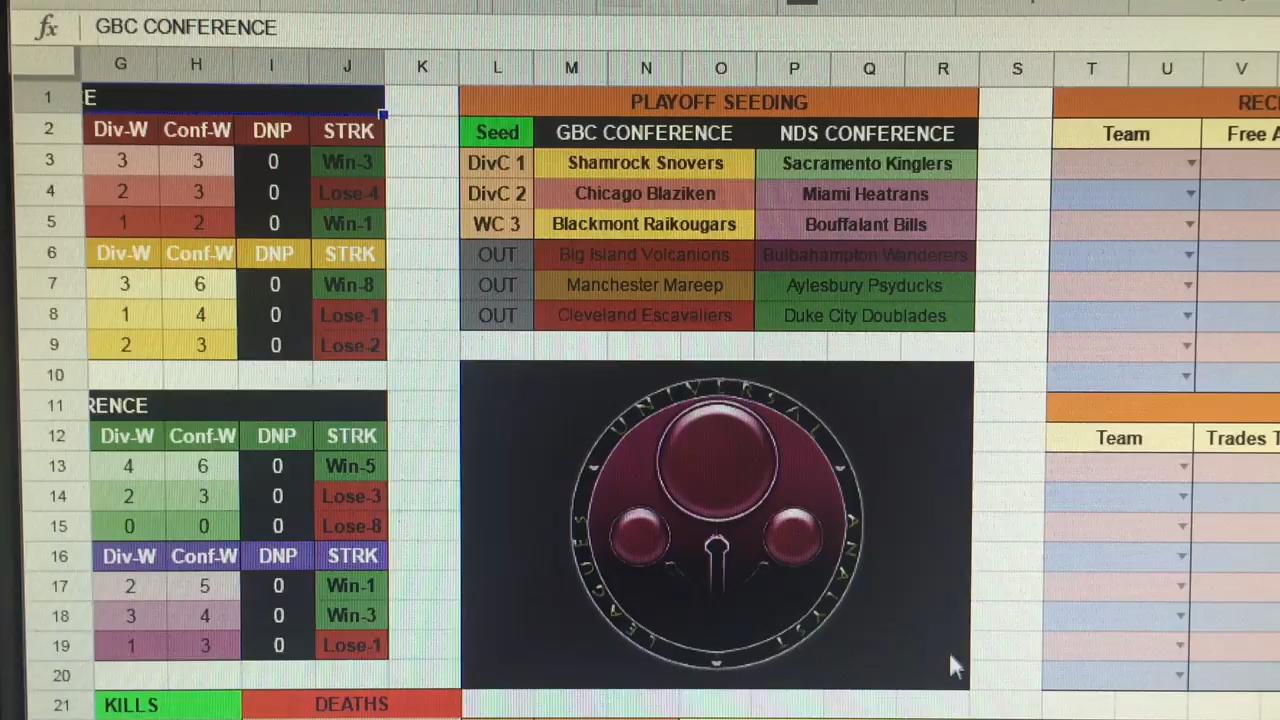 fx GBC CONFERENCE
G H I J K L M N O P Q R S T U V
1 E PLAYOFF SEEDING REC
2 Div-W Conf-W DNP STRK Seed GBC CONFERENCE NDS CONFERENCE Team Free A
3 3 3 0 Win-3 DivC 1 Shamrock Snovers Sacramento Kinglers
4 2 3 0 Lose-4 DivC 2 Chicago Blaziken Miami Heatrans
5 1 2 0 Win-1 WC 3 Blackmont Raikougars Bouffalant Bills
6 Div-W Conf-W DNP STRK OUT Big Island Volcanions Bulbahampton Wanderers
7 3 6 0 Win-8 OUT Manchester Mareep Aylesbury Psyducks
8 1 4 0 Lose-1 OUT Cleveland Escavaliers Duke City Doublades
9 2 3 0 Lose-2
10
11 RENCE
12 Div-W Conf-W DNP STRK Team Trades T
13 4 6 0 Win-5
14 2 3 0 Lose-3
15 0 0 0 Lose-8
16 Div-W Conf-W DNP STRK
17 2 5 0 Win-1
18 3 4 0 Win-3
19 1 3 0 Lose-1
20
21 KILLS DEATHS
UNIVERSAL ANALYST LEAGUES